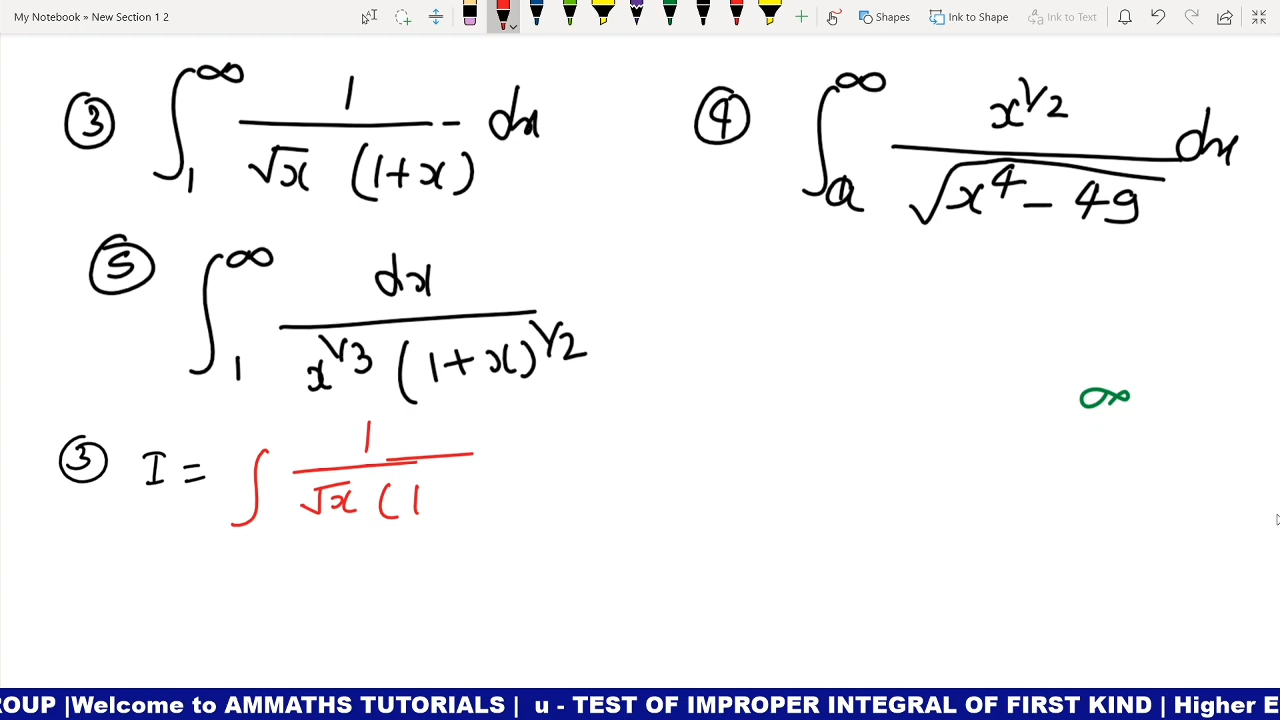 My Notebook » New Section 1 2
Shapes
Ink to Shape
Ink to Text
③ ∫₁^∞ 1 / √x (1+x) dx
④ ∫ₐ^∞ x^1/2 / √x⁴ - 49 dx
⑤ ∫₁^∞ dx / x^1/3 (1+x)^1/2
∞
③ I = ∫ 1 / √x (1
OUP |Welcome to AMMATHS TUTORIALS | u - TEST OF IMPROPER INTEGRAL OF FIRST KIND | Higher E